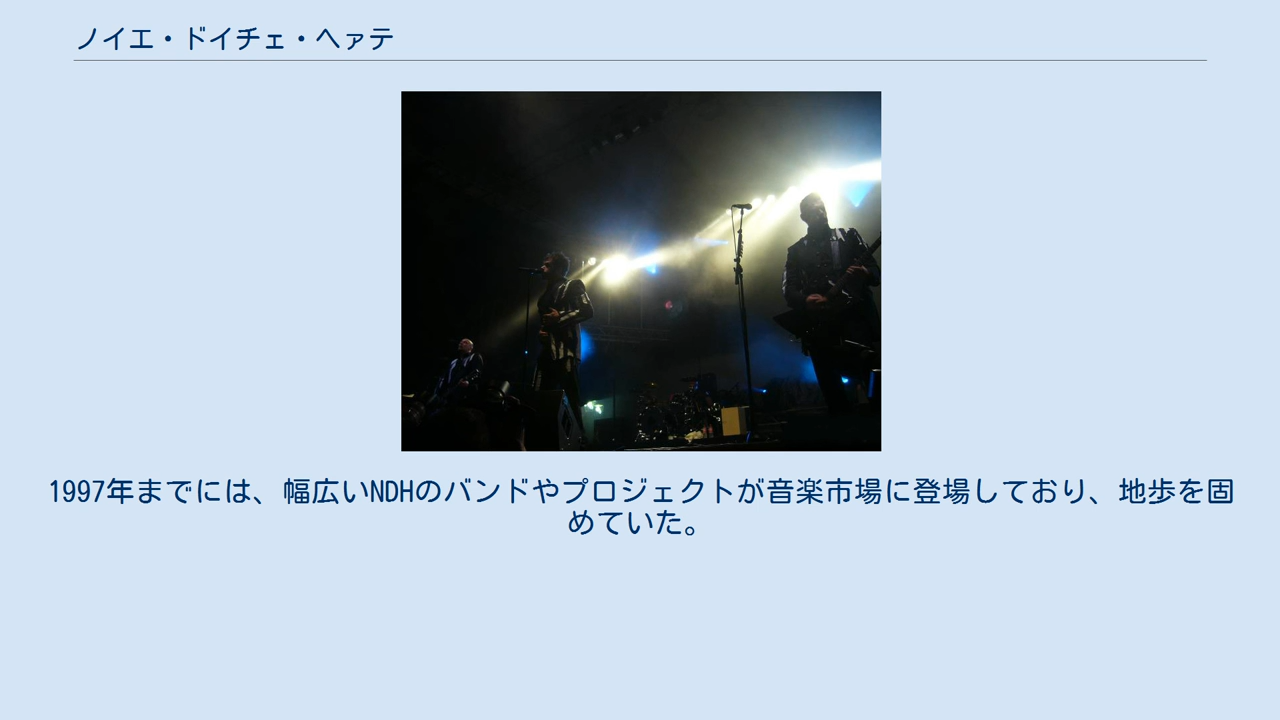 ノイエ・ドイチェ・ヘァテ
1997年までには、幅広いNDHのバンドやプロジェクトが音楽市場に登場しており、地歩を固
めていた。